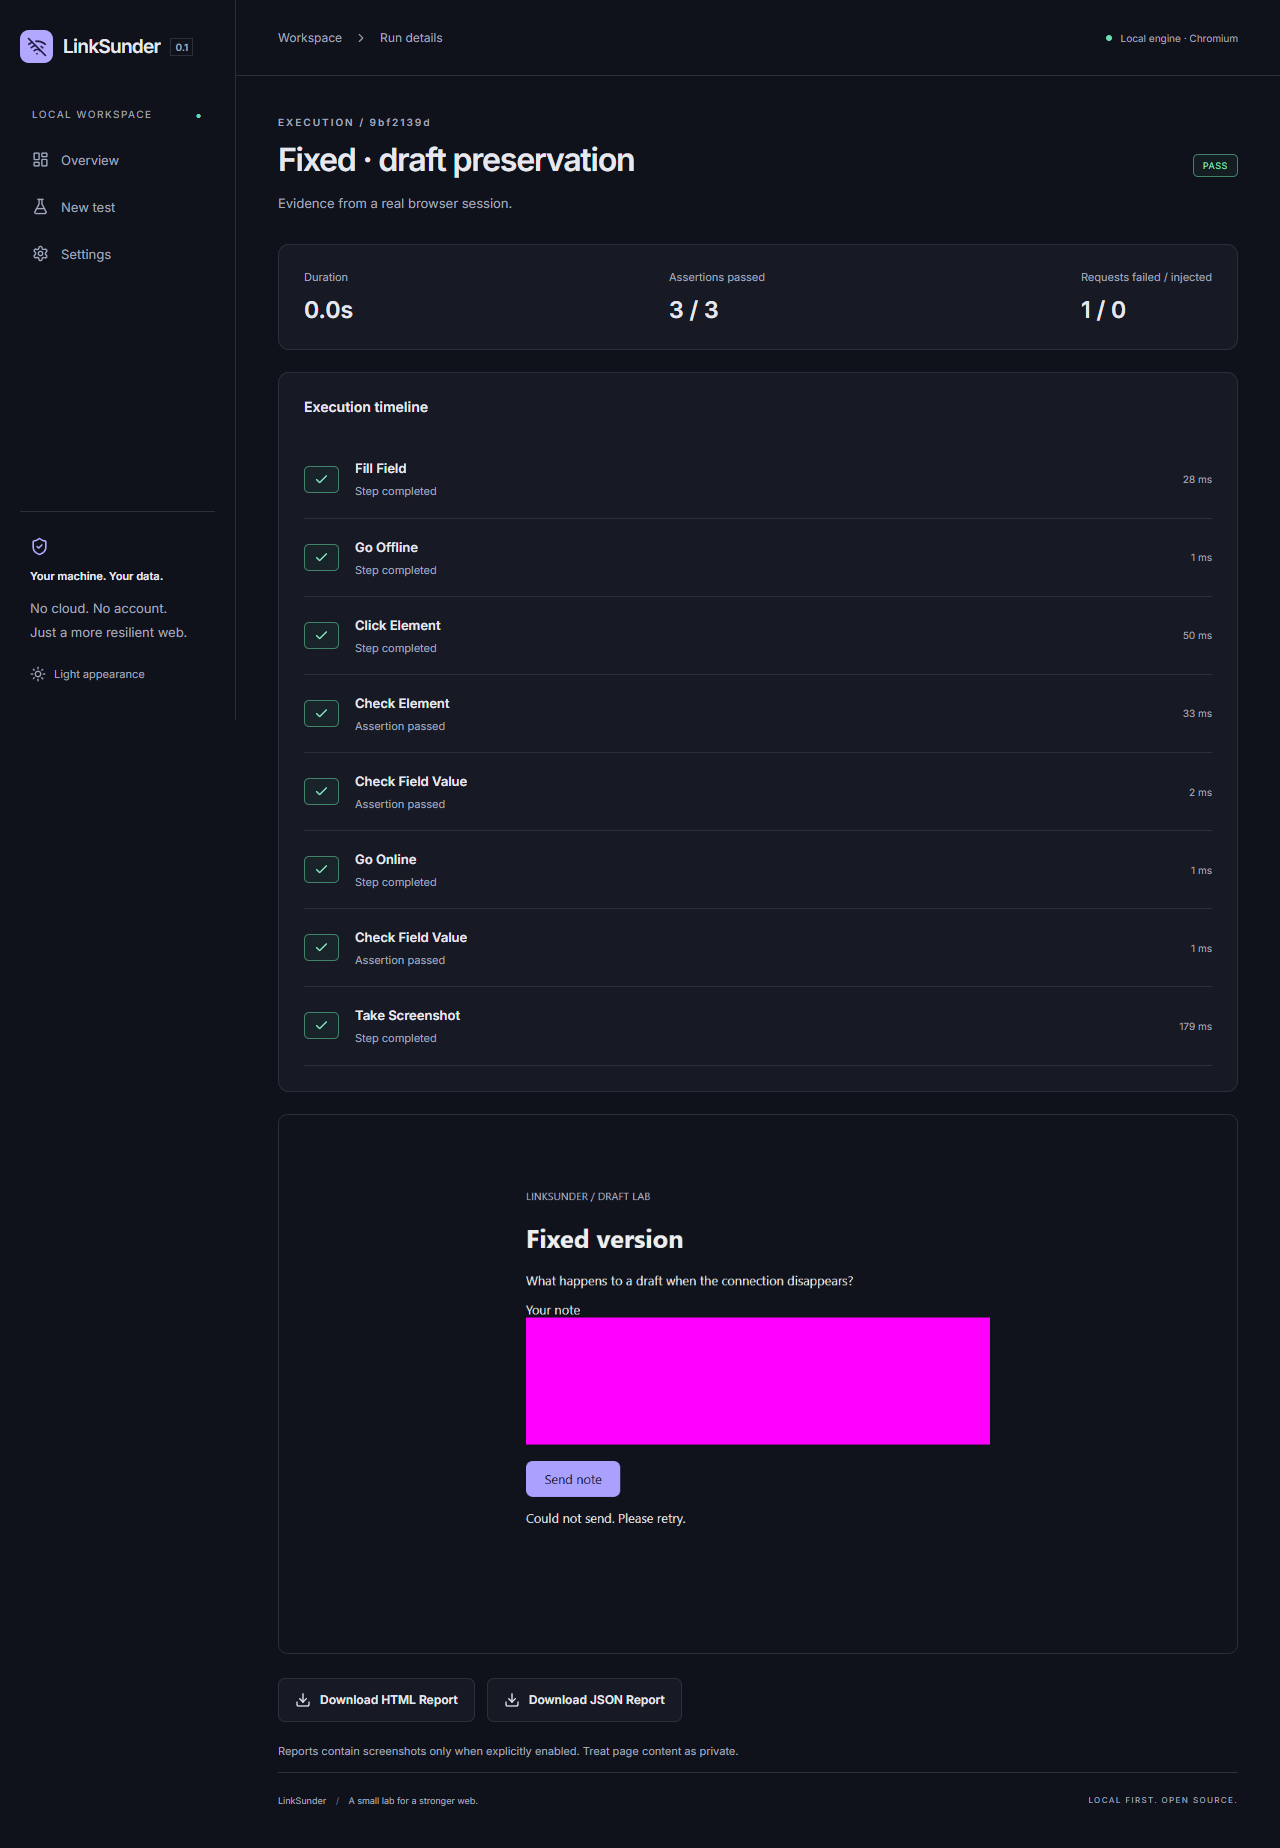 LinkSunder 0.1
LOCAL WORKSPACE
Overview
New test
Settings
Your machine. Your data.
No cloud. No account.
Just a more resilient web.
Light appearance
Workspace > Run details
Local engine · Chromium
EXECUTION / 9bf2139d
Fixed · draft preservation
PASS
Evidence from a real browser session.
Duration
0.0s
Assertions passed
3 / 3
Requests failed / injected
1 / 0
Execution timeline
Fill Field
Step completed
28 ms
Go Offline
Step completed
1 ms
Click Element
Step completed
50 ms
Check Element
Assertion passed
33 ms
Check Field Value
Assertion passed
2 ms
Go Online
Step completed
1 ms
Check Field Value
Assertion passed
1 ms
Take Screenshot
Step completed
179 ms
LINKSUNDER / DRAFT LAB
Fixed version
What happens to a draft when the connection disappears?
Your note
Send note
Could not send. Please retry.
Download HTML Report
Download JSON Report
Reports contain screenshots only when explicitly enabled. Treat page content as private.
LinkSunder / A small lab for a stronger web.
LOCAL FIRST. OPEN SOURCE.